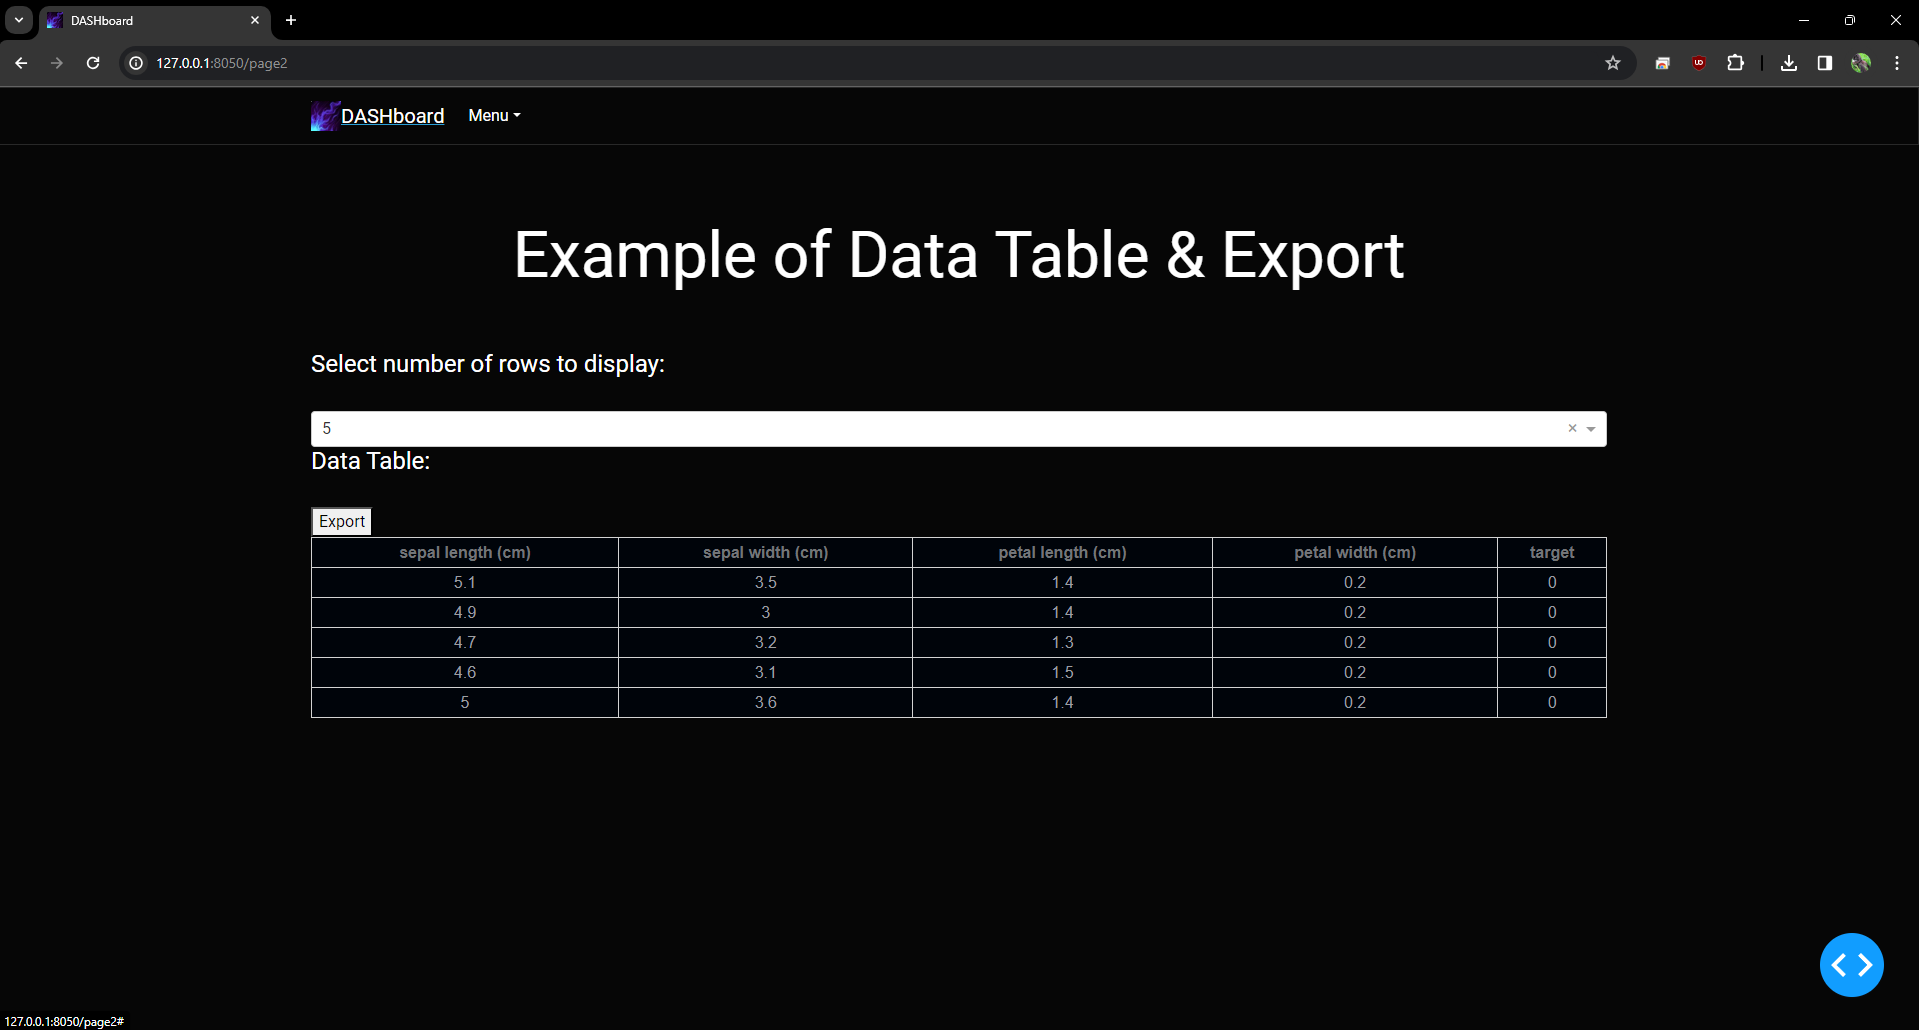 DASHboard
127.0.0.1:8050/page2
DASHboard Menu
Example of Data Table & Export
Select number of rows to display:
5
Data Table:
Export
sepal length (cm) sepal width (cm) petal length (cm) petal width (cm) target
5.1 3.5 1.4 0.2 0
4.9 3 1.4 0.2 0
4.7 3.2 1.3 0.2 0
4.6 3.1 1.5 0.2 0
5 3.6 1.4 0.2 0
127.0.0.1:8050/page2#